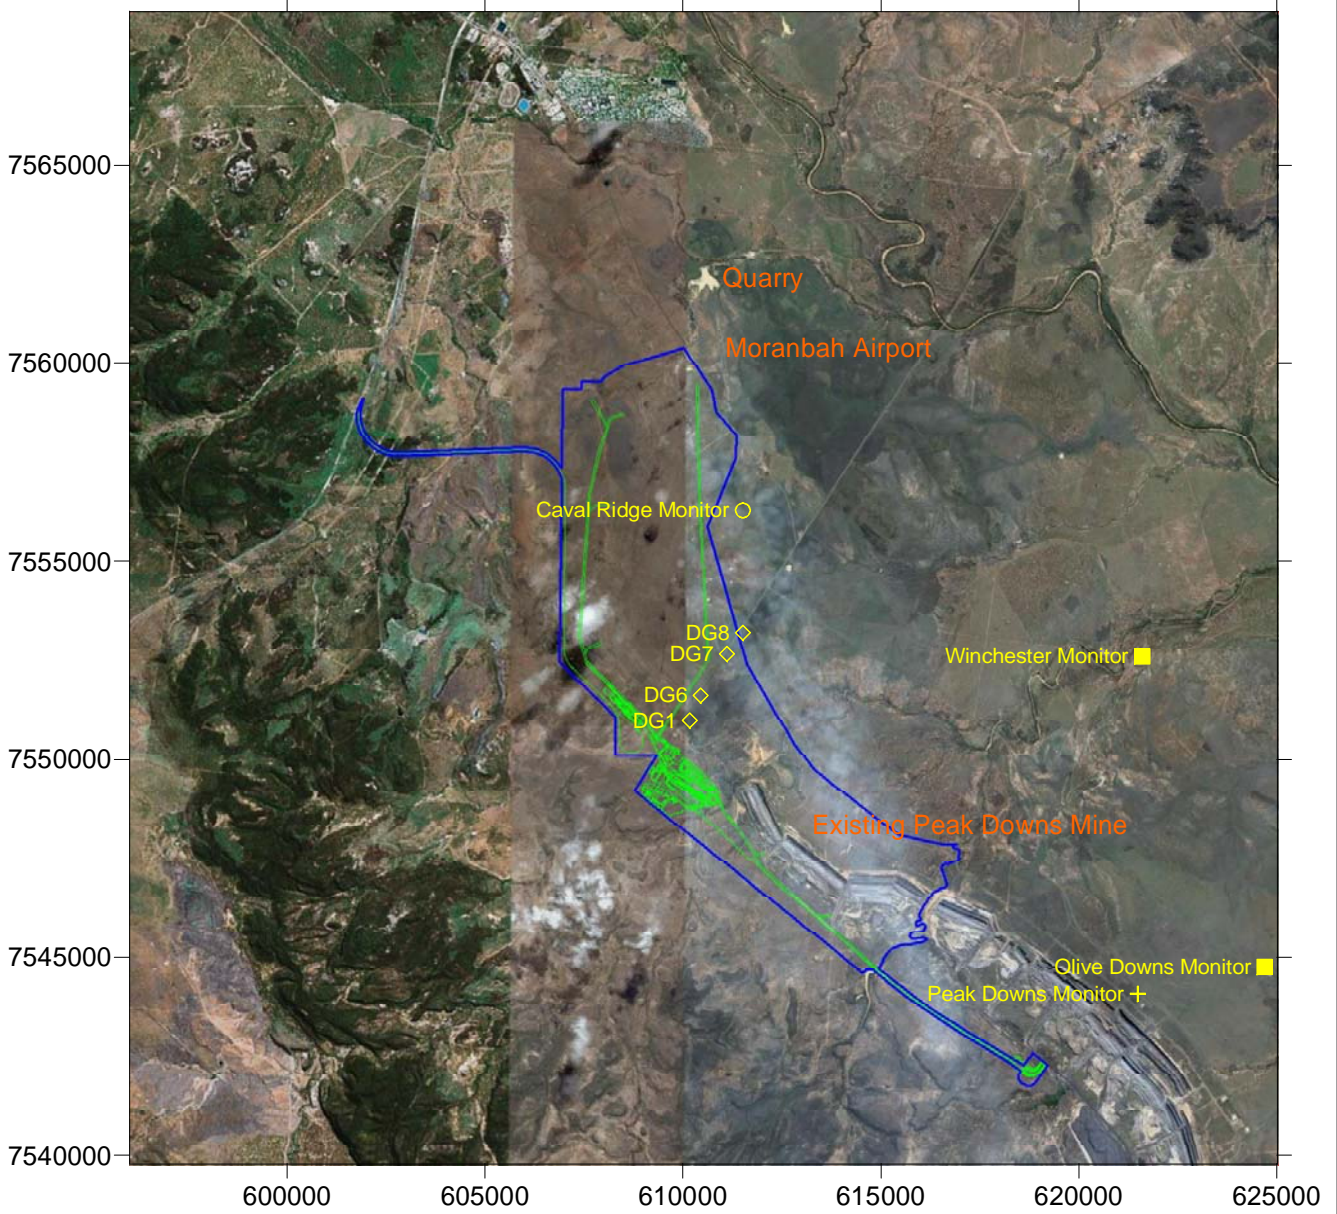 7565000
Quarry
Moranbah Airport
7560000
Caval Ridge Monitor
7555000
DG8
DG7
Winchester Monitor
DG6
DG1
7550000
Existing Peak Downs Mine
7545000
Olive Downs Monitor
Peak Downs Monitor
7540000
600000 605000 610000 615000 620000 625000